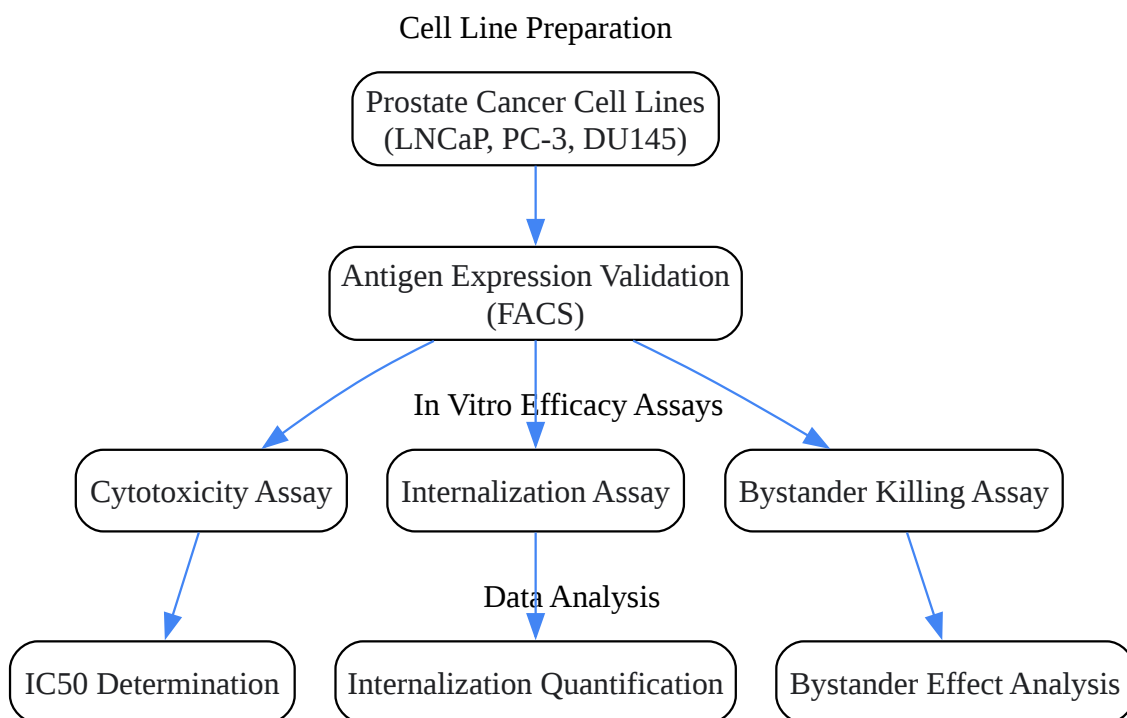 Cell Line Preparation
Prostate Cancer Cell Lines
(LNCaP, PC-3, DU145)
Antigen Expression Validation
(FACS)
In Vitro Efficacy Assays
Cytotoxicity Assay
Internalization Assay
Bystander Killing Assay
Data Analysis
IC50 Determination
Internalization Quantification
Bystander Effect Analysis